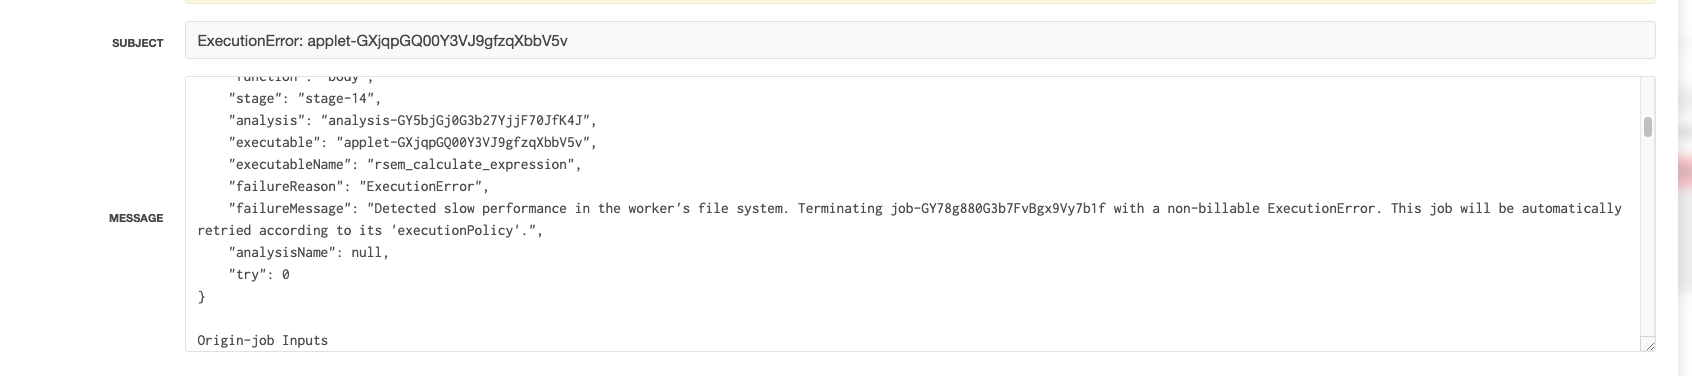 SUBJECT
ExecutionError: applet-GXjqpGQ00Y3VJ9gfzqXbbV5v
"function": "body",
"stage": "stage-14",
"analysis": "analysis-GY5bjGj0G3b27YjjF70JfK4J",
"executable": "applet-GXjqpGQ00Y3VJ9gfzqXbbV5v",
"executableName": "rsem_calculate_expression",
"failureReason": "ExecutionError",
"failureMessage": "Detected slow performance in the worker's file system. Terminating job-GY78g880G3b7FvBgx9Vy7b1f with a non-billable ExecutionError. This job will be automatically
MESSAGE
retried according to its 'executionPolicy'.",
"analysisName": null,
"try": 0
}
Origin-job Inputs